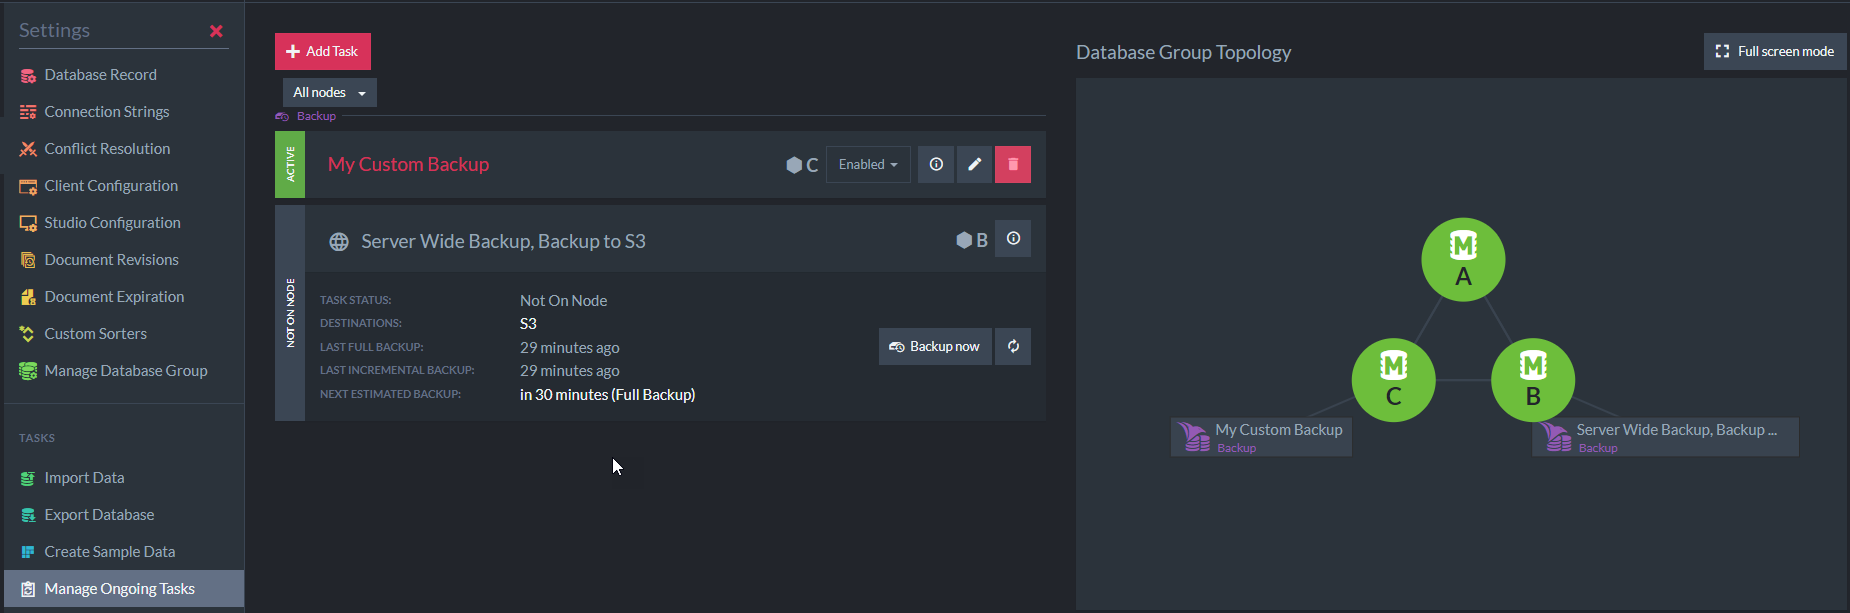 Settings
Database Record
Connection Strings
Conflict Resolution
Client Configuration
Studio Configuration
Document Revisions
Document Expiration
Custom Sorters
Manage Database Group
TASKS
Import Data
Export Database
Create Sample Data
Manage Ongoing Tasks
Add Task
All nodes
Backup
ACTIVE
My Custom Backup
C
Enabled
NOT ON NODE
Server Wide Backup, Backup to S3
B
TASK STATUS: Not On Node
DESTINATIONS: S3
LAST FULL BACKUP: 29 minutes ago
LAST INCREMENTAL BACKUP: 29 minutes ago
NEXT ESTIMATED BACKUP: in 30 minutes (Full Backup)
Backup now
Database Group Topology
Full screen mode
M
A
M
C
M
B
My Custom Backup
Backup
Server Wide Backup, Backup ...
Backup